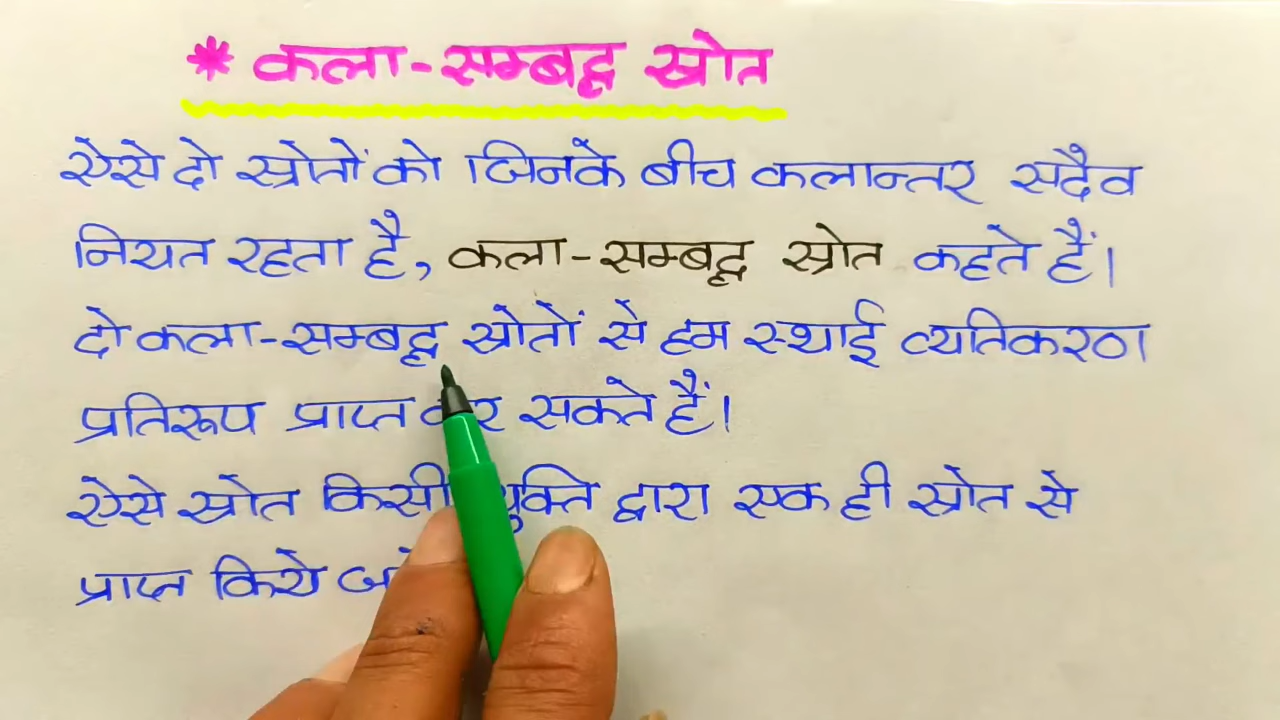 * कला-सम्बद्ध स्रोत
ऐसे दो स्रोतों को जिनके बीच कलान्तर सदैव
नियत रहता है, कला-सम्बद्ध स्रोत कहते हैं।
दो कला-सम्बद्ध स्रोतों से हम स्थाई व्यतिकरण
प्रतिरूप प्राप्त कर सकते हैं।
ऐसे स्रोत किसी युक्ति द्वारा एक ही स्रोत से
प्राप्त किये